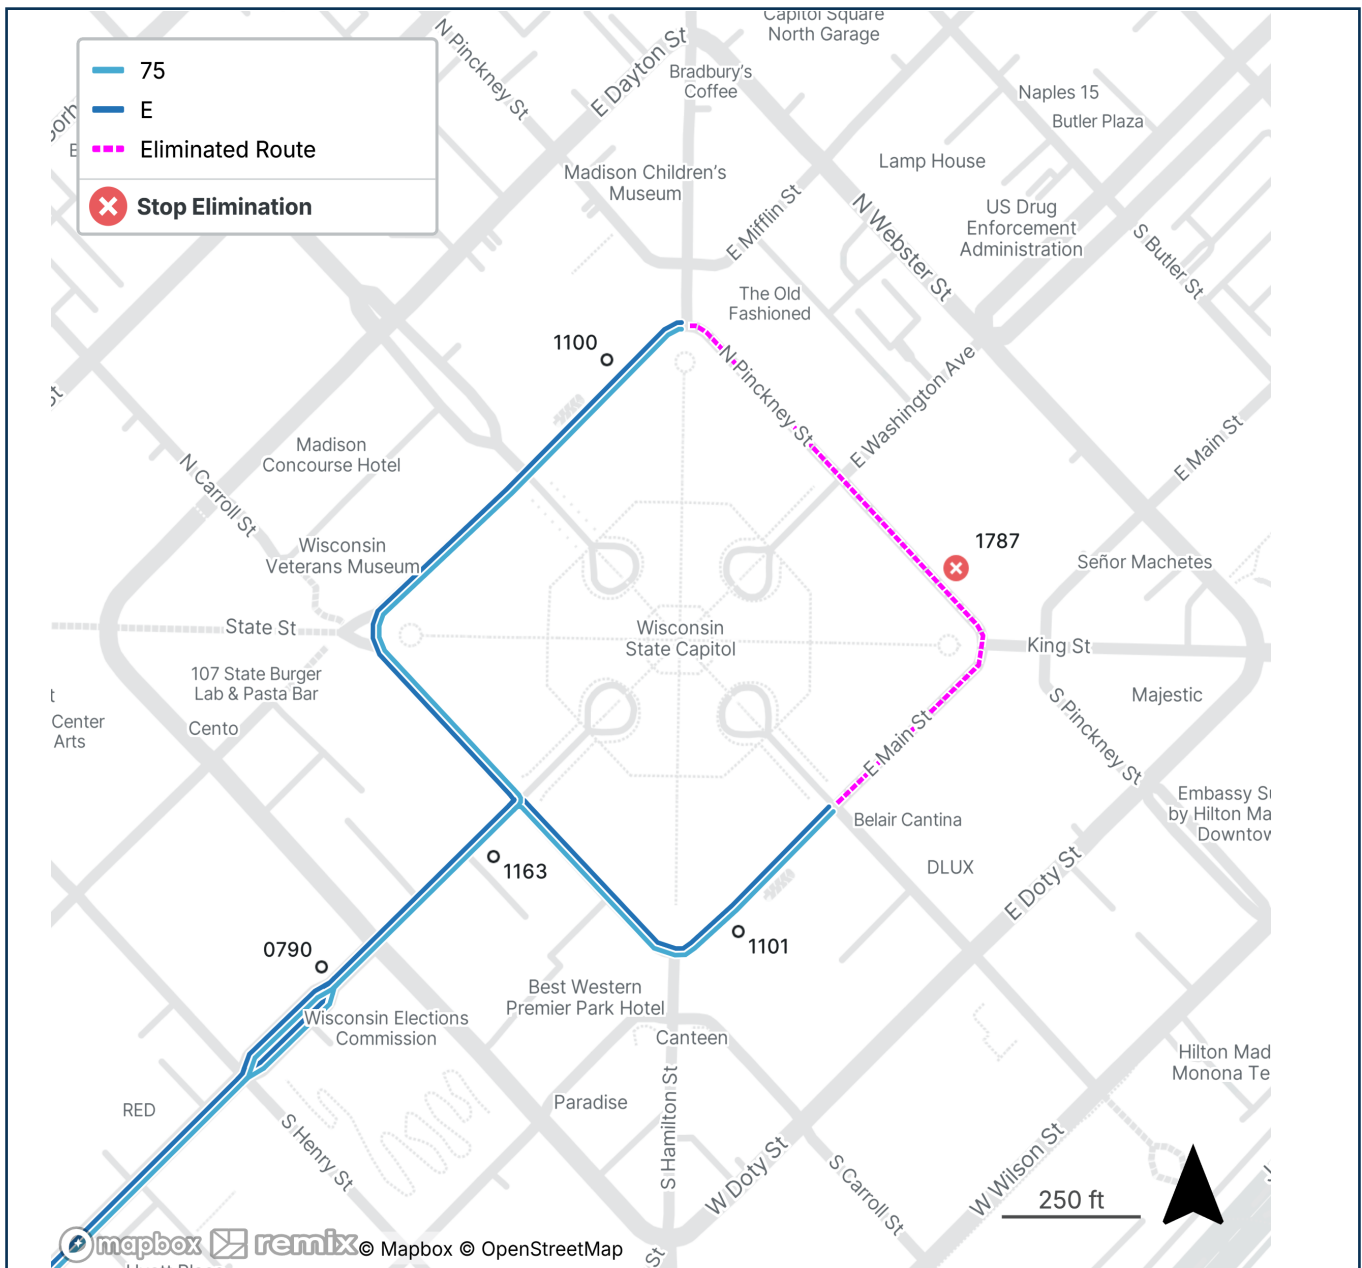 75
E
Eliminated Route
Stop Elimination
N Pinckney St
E Dayton St
Capitol Square
North Garage
Bradbury's
Coffee
Naples 15
Butler Plaza
Lamp House
Madison Children's
Museum
E Mifflin St
N Webster St
US Drug
Enforcement
Administration
S Butler St
The Old
Fashioned
1100
N Pinckney St
E Washington Ave
E Main St
Madison
Concourse Hotel
N Carroll St
Wisconsin
Veterans Museum
1787
Señor Machetes
State St
Wisconsin
State Capitol
King St
107 State Burger
Lab & Pasta Bar
Majestic
Center
Arts
Cento
E Main St
S Pinckney St
Belair Cantina
Embassy
by Hilton
DLUX
E Doty St
1163
1101
0790
Best Western
Premier Park Hotel
Wisconsin Elections
Commission
Canteen
Hilton
Monona
RED
Paradise
S Henry St
S Hamilton St
W Doty St
S Carroll St
W Wilson St
250 ft
mapbox remix © Mapbox © OpenStreetMap